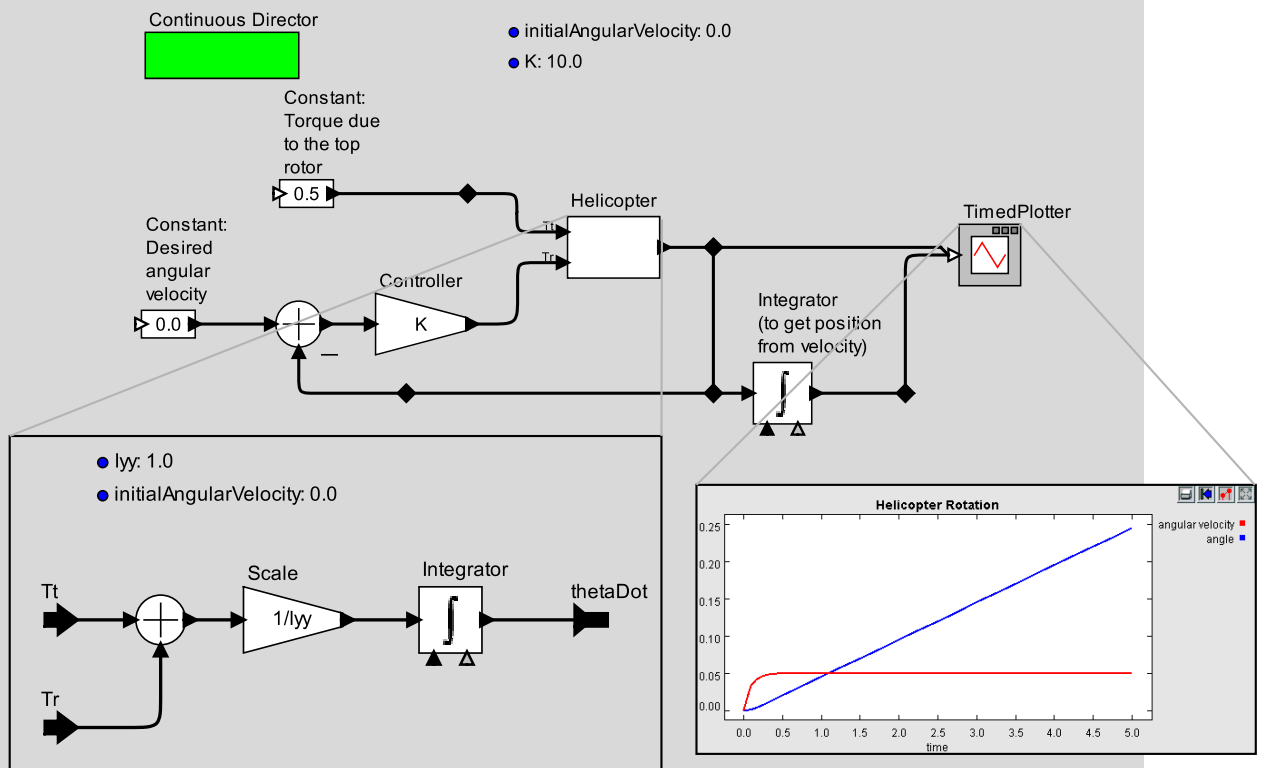 Continuous Director
initialAngularVelocity: 0.0
K: 10.0
Constant:
Torque due
to the top
rotor
0.5
Constant:
Desired
angular
velocity
0.0
Tt
Tr
Helicopter
Controller
K
TimedPlotter
Integrator
(to get position
from velocity)
∫
Iyy: 1.0
initialAngularVelocity: 0.0
Tt
Tr
Scale
1/Iyy
Integrator
∫
thetaDot
Helicopter Rotation
angular velocity
angle
0.25
0.20
0.15
0.10
0.05
0.00
0.0 0.5 1.0 1.5 2.0 2.5 3.0 3.5 4.0 4.5 5.0
time